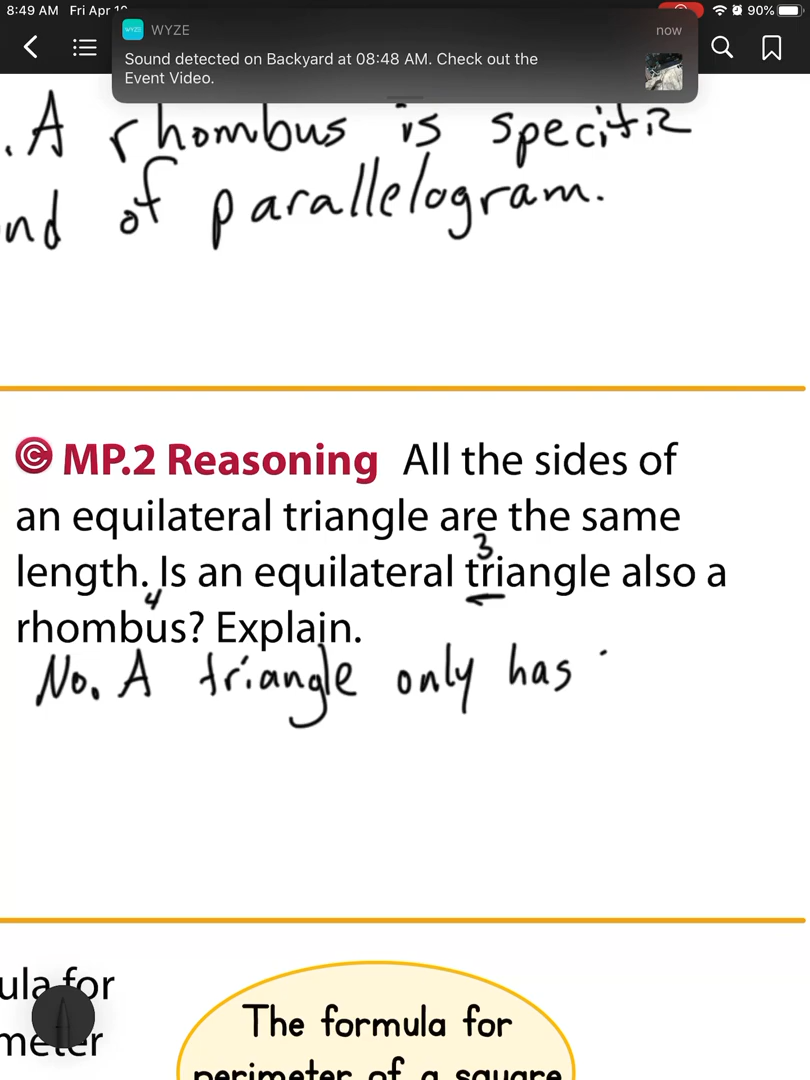 8:49 AM Fri Apr
90%
WYZE
now
Sound detected on Backyard at 08:48 AM. Check out the
Event Video.
. A rhombus is specific
nd of parallelogram.
© MP.2 Reasoning All the sides of
an equilateral triangle are the same
3
length. Is an equilateral triangle also a
4
rhombus? Explain.
No. A triangle only has
ula for
meter
The formula for
perimeter of a square